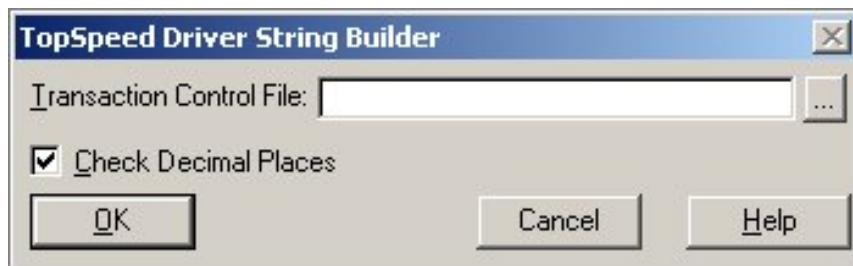 TopSpeed Driver String Builder
Transaction Control File: ...
Check Decimal Places
OK Cancel Help